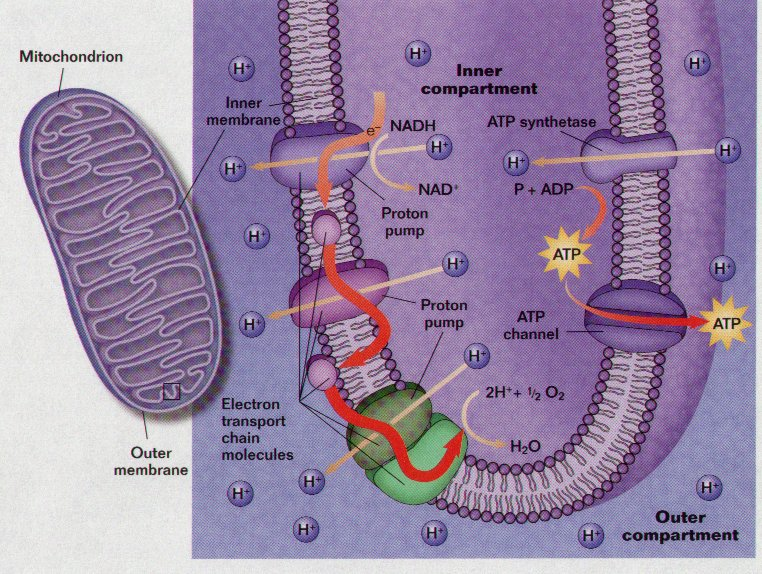 Mitochondrion
Inner
membrane
Outer
membrane
H⁺
H⁺
H⁺
Inner
compartment
e⁻
NADH
H⁺
H⁺
NAD⁺
Proton
pump
ATP synthetase
H⁺
H⁺
P + ADP
ATP
H⁺
H⁺
H⁺
H⁺
Proton
pump
ATP
channel
ATP
H⁺
2H⁺ + ½ O₂
H₂O
Electron
transport
chain
molecules
H⁺
H⁺
H⁺
H⁺
H⁺
H⁺
Outer
compartment